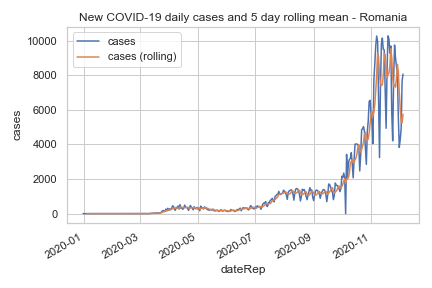 New COVID-19 daily cases and 5 day rolling mean - Romania
cases
cases (rolling)
10000
8000
6000
4000
2000
0
cases
2020-01
2020-03
2020-05
2020-07
2020-09
2020-11
dateRep